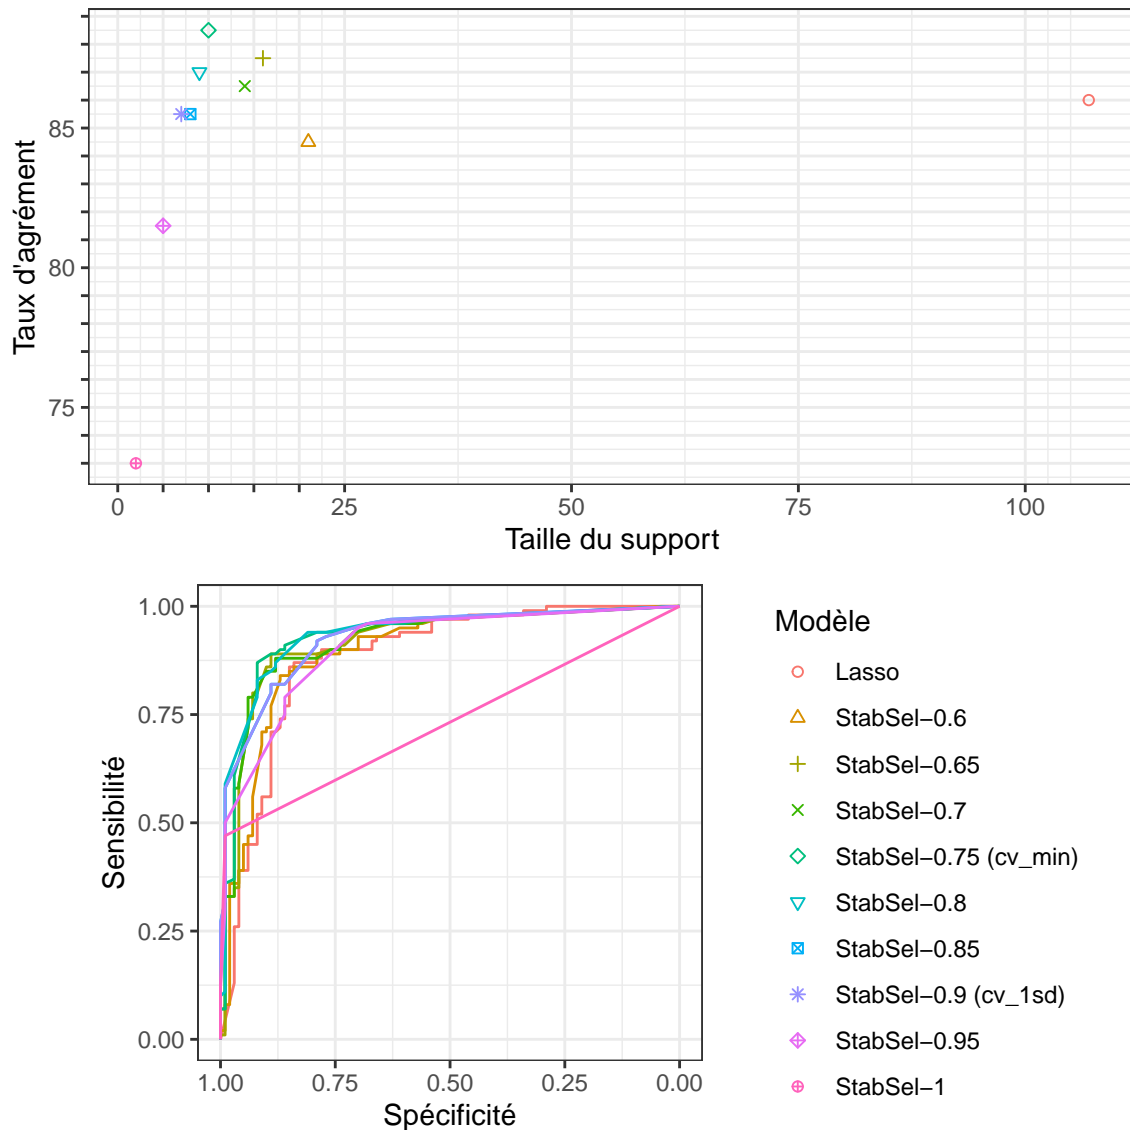 Taux d'agrément
85
80
75
0 25 50 75 100
Taille du support
Sensibilité
1.00
0.75
0.50
0.25
0.00
1.00 0.75 0.50 0.25 0.00
Spécificité
Modèle
Lasso
StabSel−0.6
StabSel−0.65
StabSel−0.7
StabSel−0.75 (cv_min)
StabSel−0.8
StabSel−0.85
StabSel−0.9 (cv_1sd)
StabSel−0.95
StabSel−1